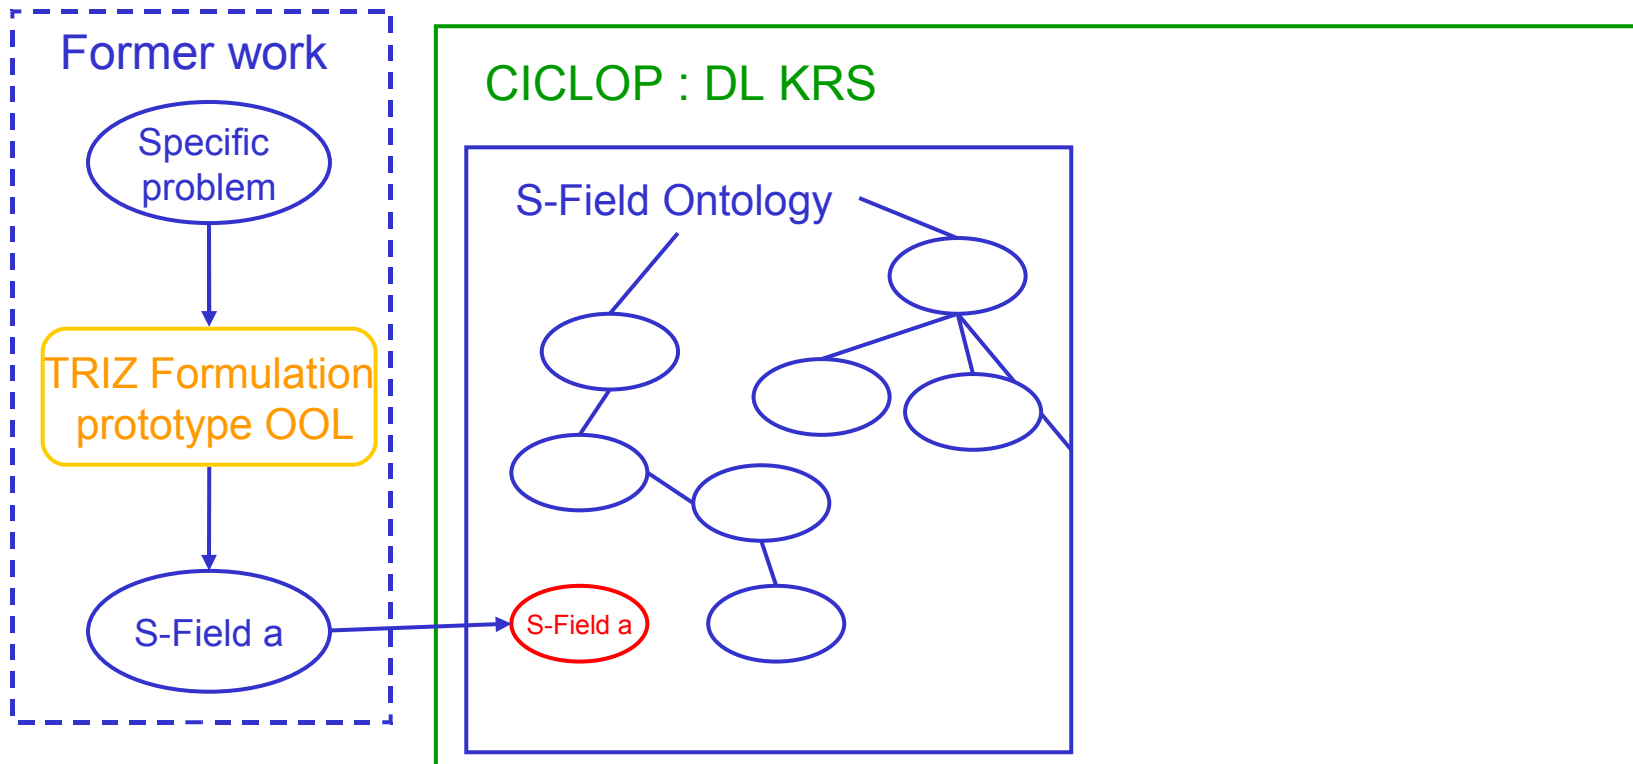 Former work
Specific
problem
TRIZ Formulation
prototype OOL
S-Field a
CICLOP : DL KRS
S-Field Ontology
S-Field a